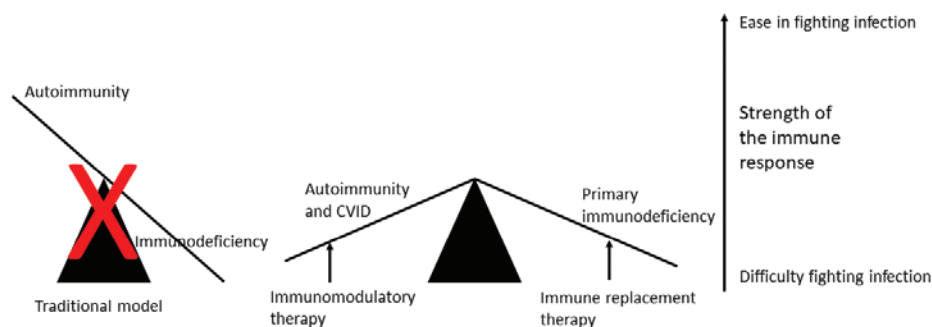 Autoimmunity
Immunodeficiency
Traditional model
Autoimmunity
and CVID
Immunomodulatory
therapy
Primary
immunodeficiency
Immune replacement
therapy
Ease in fighting infection
Strength of
the immune
response
Difficulty fighting infection